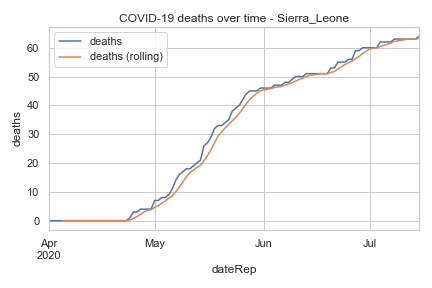 COVID-19 deaths over time - Sierra_Leone
deaths
deaths (rolling)
60
50
40
30
20
10
0
deaths
Apr
2020
May
Jun
Jul
dateRep